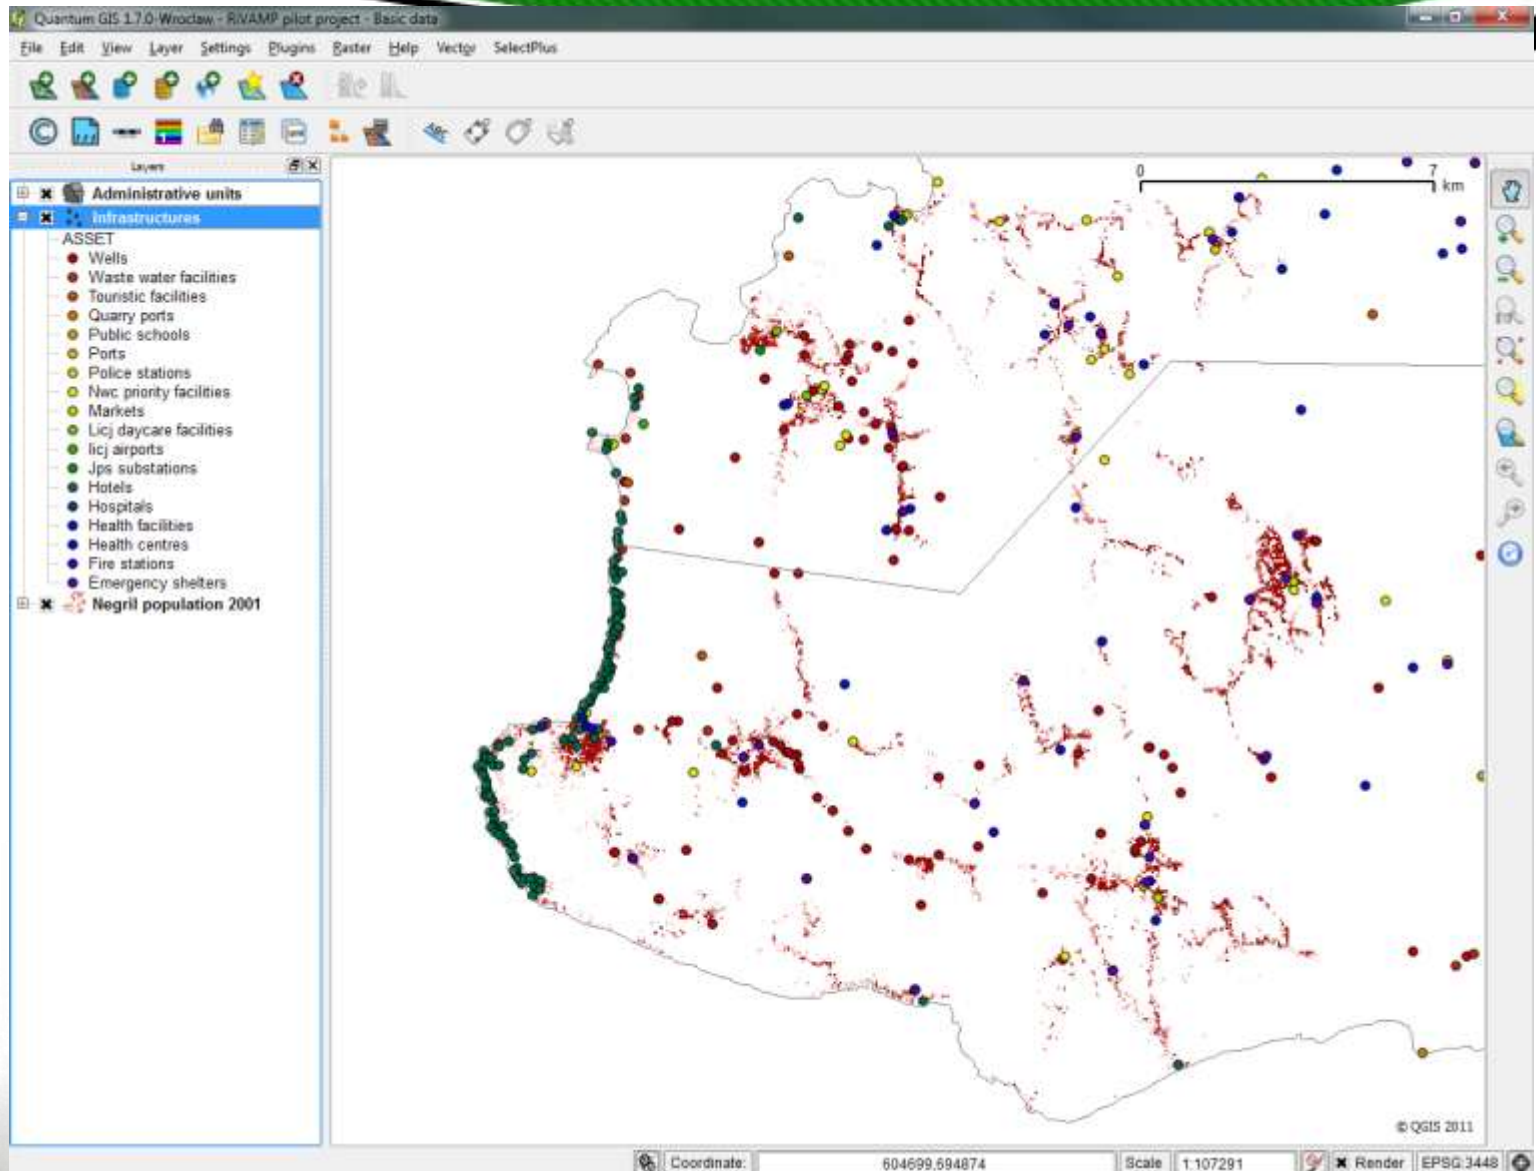 Quantum GIS 1.7.0-Wroclaw - RiVAMP pilot project - Basic data
File Edit View Layer Settings Plugins Raster Help Vector SelectPlus
Layers
Administrative units
Infrastructures
ASSET
Wells
Waste water facilities
Touristic facilities
Quarry ports
Public schools
Ports
Police stations
Nwc priority facilities
Markets
Licj daycare facilities
licj airports
Jps substations
Hotels
Hospitals
Health facilities
Health centres
Fire stations
Emergency shelters
Negril population 2001
0 7
km
© QGIS 2011
Coordinate: 604699,694874 Scale 1:107291 Render EPSG:3448